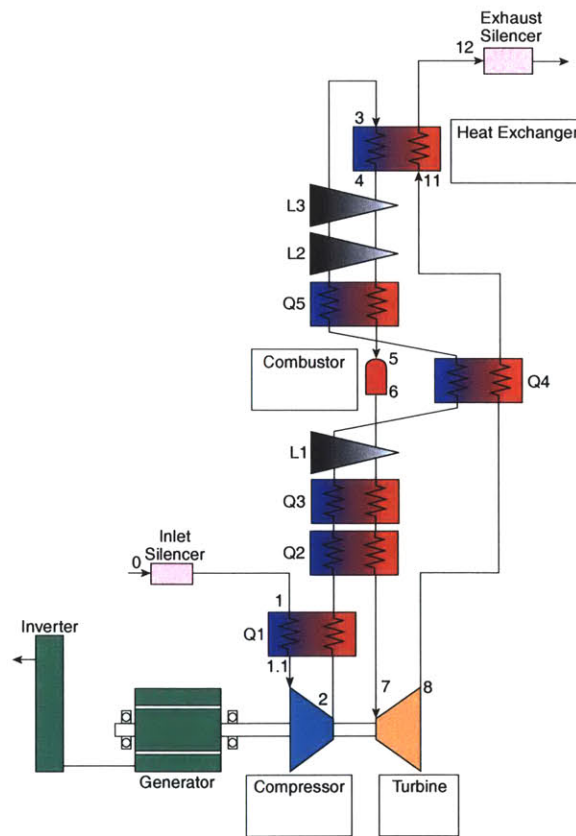 Exhaust
Silencer
12
3
Heat Exchanger
4
11
L3
L2
Q5
5
Combustor
6
Q4
L1
Q3
Inlet
Silencer
0
Q2
1
Inverter
Q1
1.1
2
7
8
Generator
Compressor
Turbine